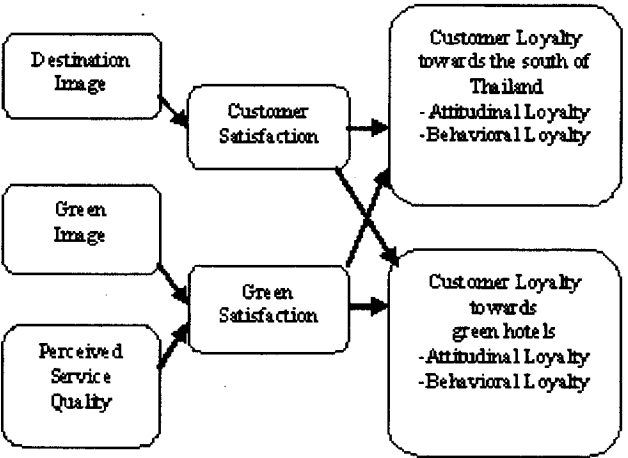 Destination
Image
Customer
Satisfaction
Customer Loyalty
towards the south of
Thailand
-Attitudinal Loyalty
-Behavioral Loyalty
Green
Image
Green
Satisfaction
Perceived
Service
Quality
Customer Loyalty
towards
green hotels
-Attitudinal Loyalty
-Behavioral Loyalty